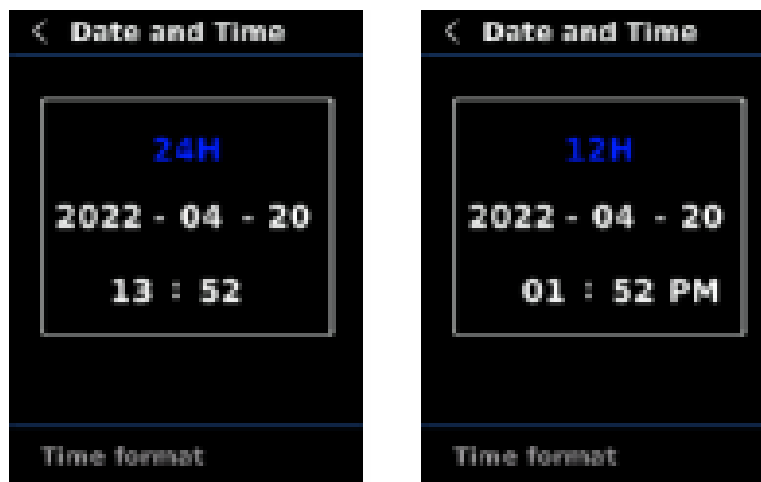 < Date and Time
24H
2022 - 04 - 20
13 : 52
Time format
< Date and Time
12H
2022 - 04 - 20
01 : 52 PM
Time format